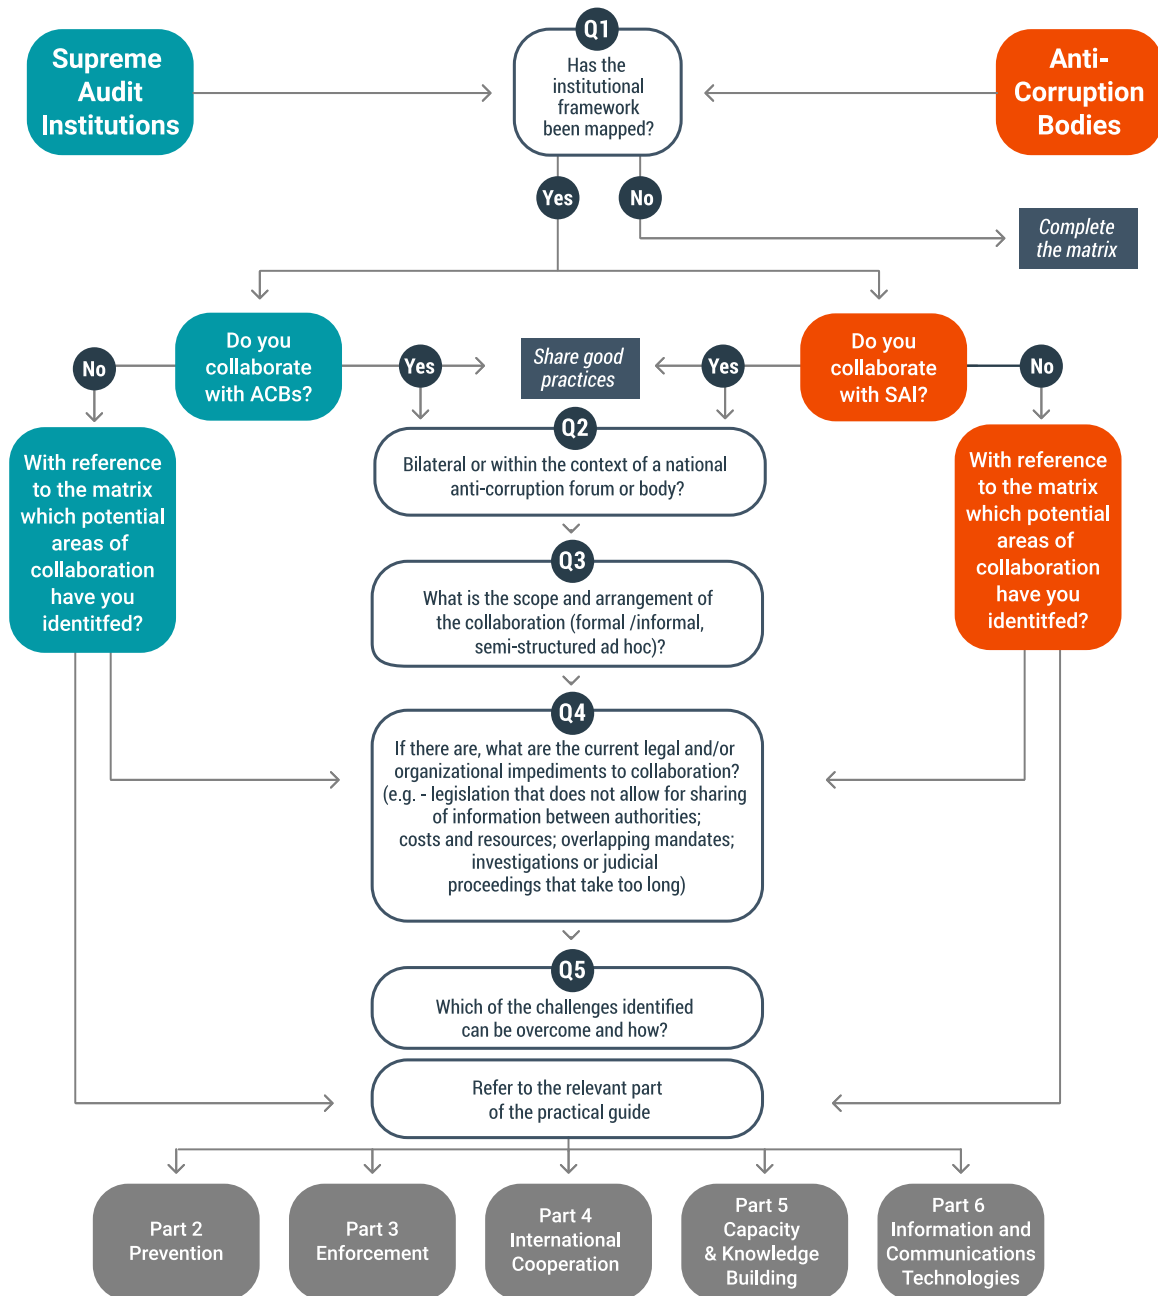 Q1
Supreme
Audit
Institutions
Has the
institutional
framework
been mapped?
Anti-
Corruption
Bodies
Yes
No
Complete
the matrix
Do you
collaborate
with ACBs?
No
Yes
Share good
practices
Yes
Do you
collaborate
with SAI?
No
Q2
Bilateral or within the context of a national
anti-corruption forum or body?
With reference
to the matrix
which potential
areas of
collaboration
have you
identitfed?
With reference
to the matrix
which potential
areas of
collaboration
have you
identitfed?
Q3
What is the scope and arrangement of
the collaboration (formal /informal,
semi-structured ad hoc)?
Q4
If there are, what are the current legal and/or
organizational impediments to collaboration?
(e.g. - legislation that does not allow for sharing
of information between authorities;
costs and resources; overlapping mandates;
investigations or judicial
proceedings that take too long)
Q5
Which of the challenges identified
can be overcome and how?
Refer to the relevant part
of the practical guide
Part 2
Prevention
Part 3
Enforcement
Part 4
International
Cooperation
Part 5
Capacity
& Knowledge
Building
Part 6
Information and
Communications
Technologies